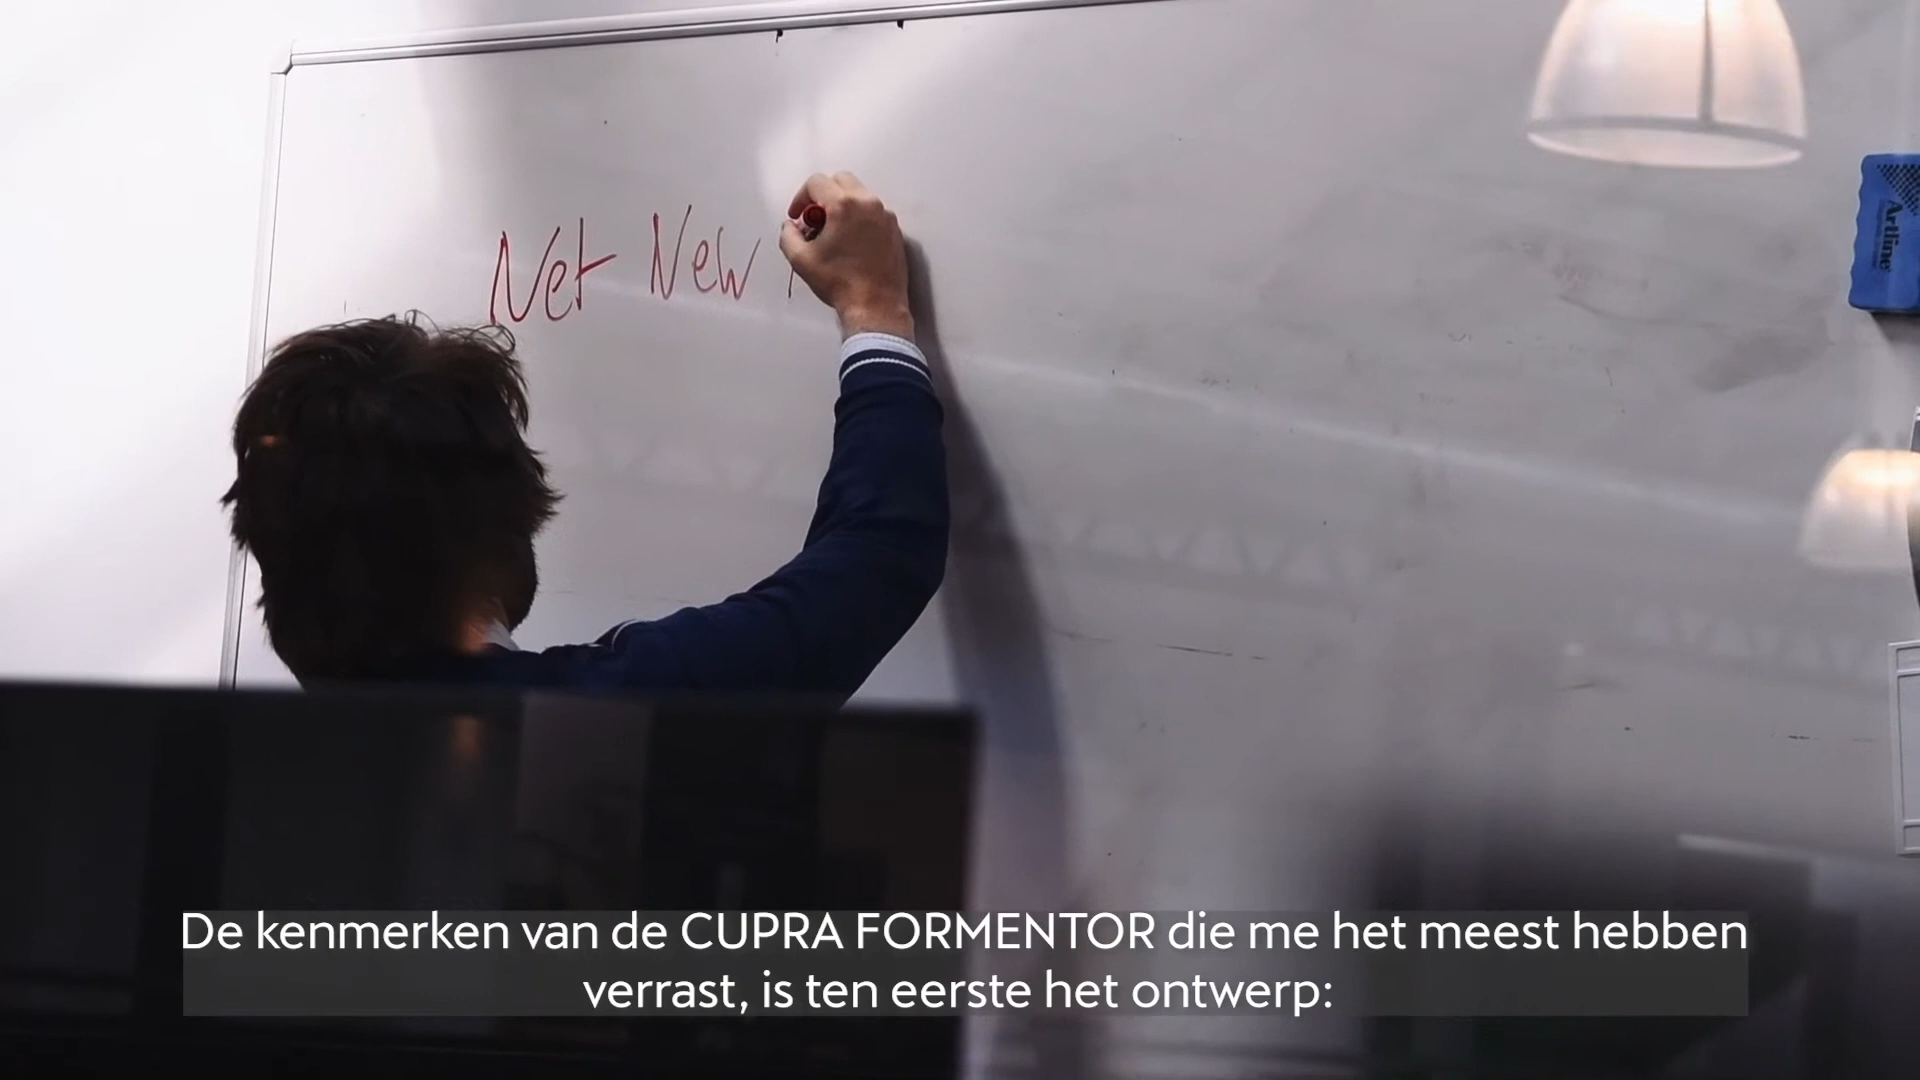 Net New
Artline
De kenmerken van de CUPRA FORMENTOR die me het meest hebben
verrast, is ten eerste het ontwerp: